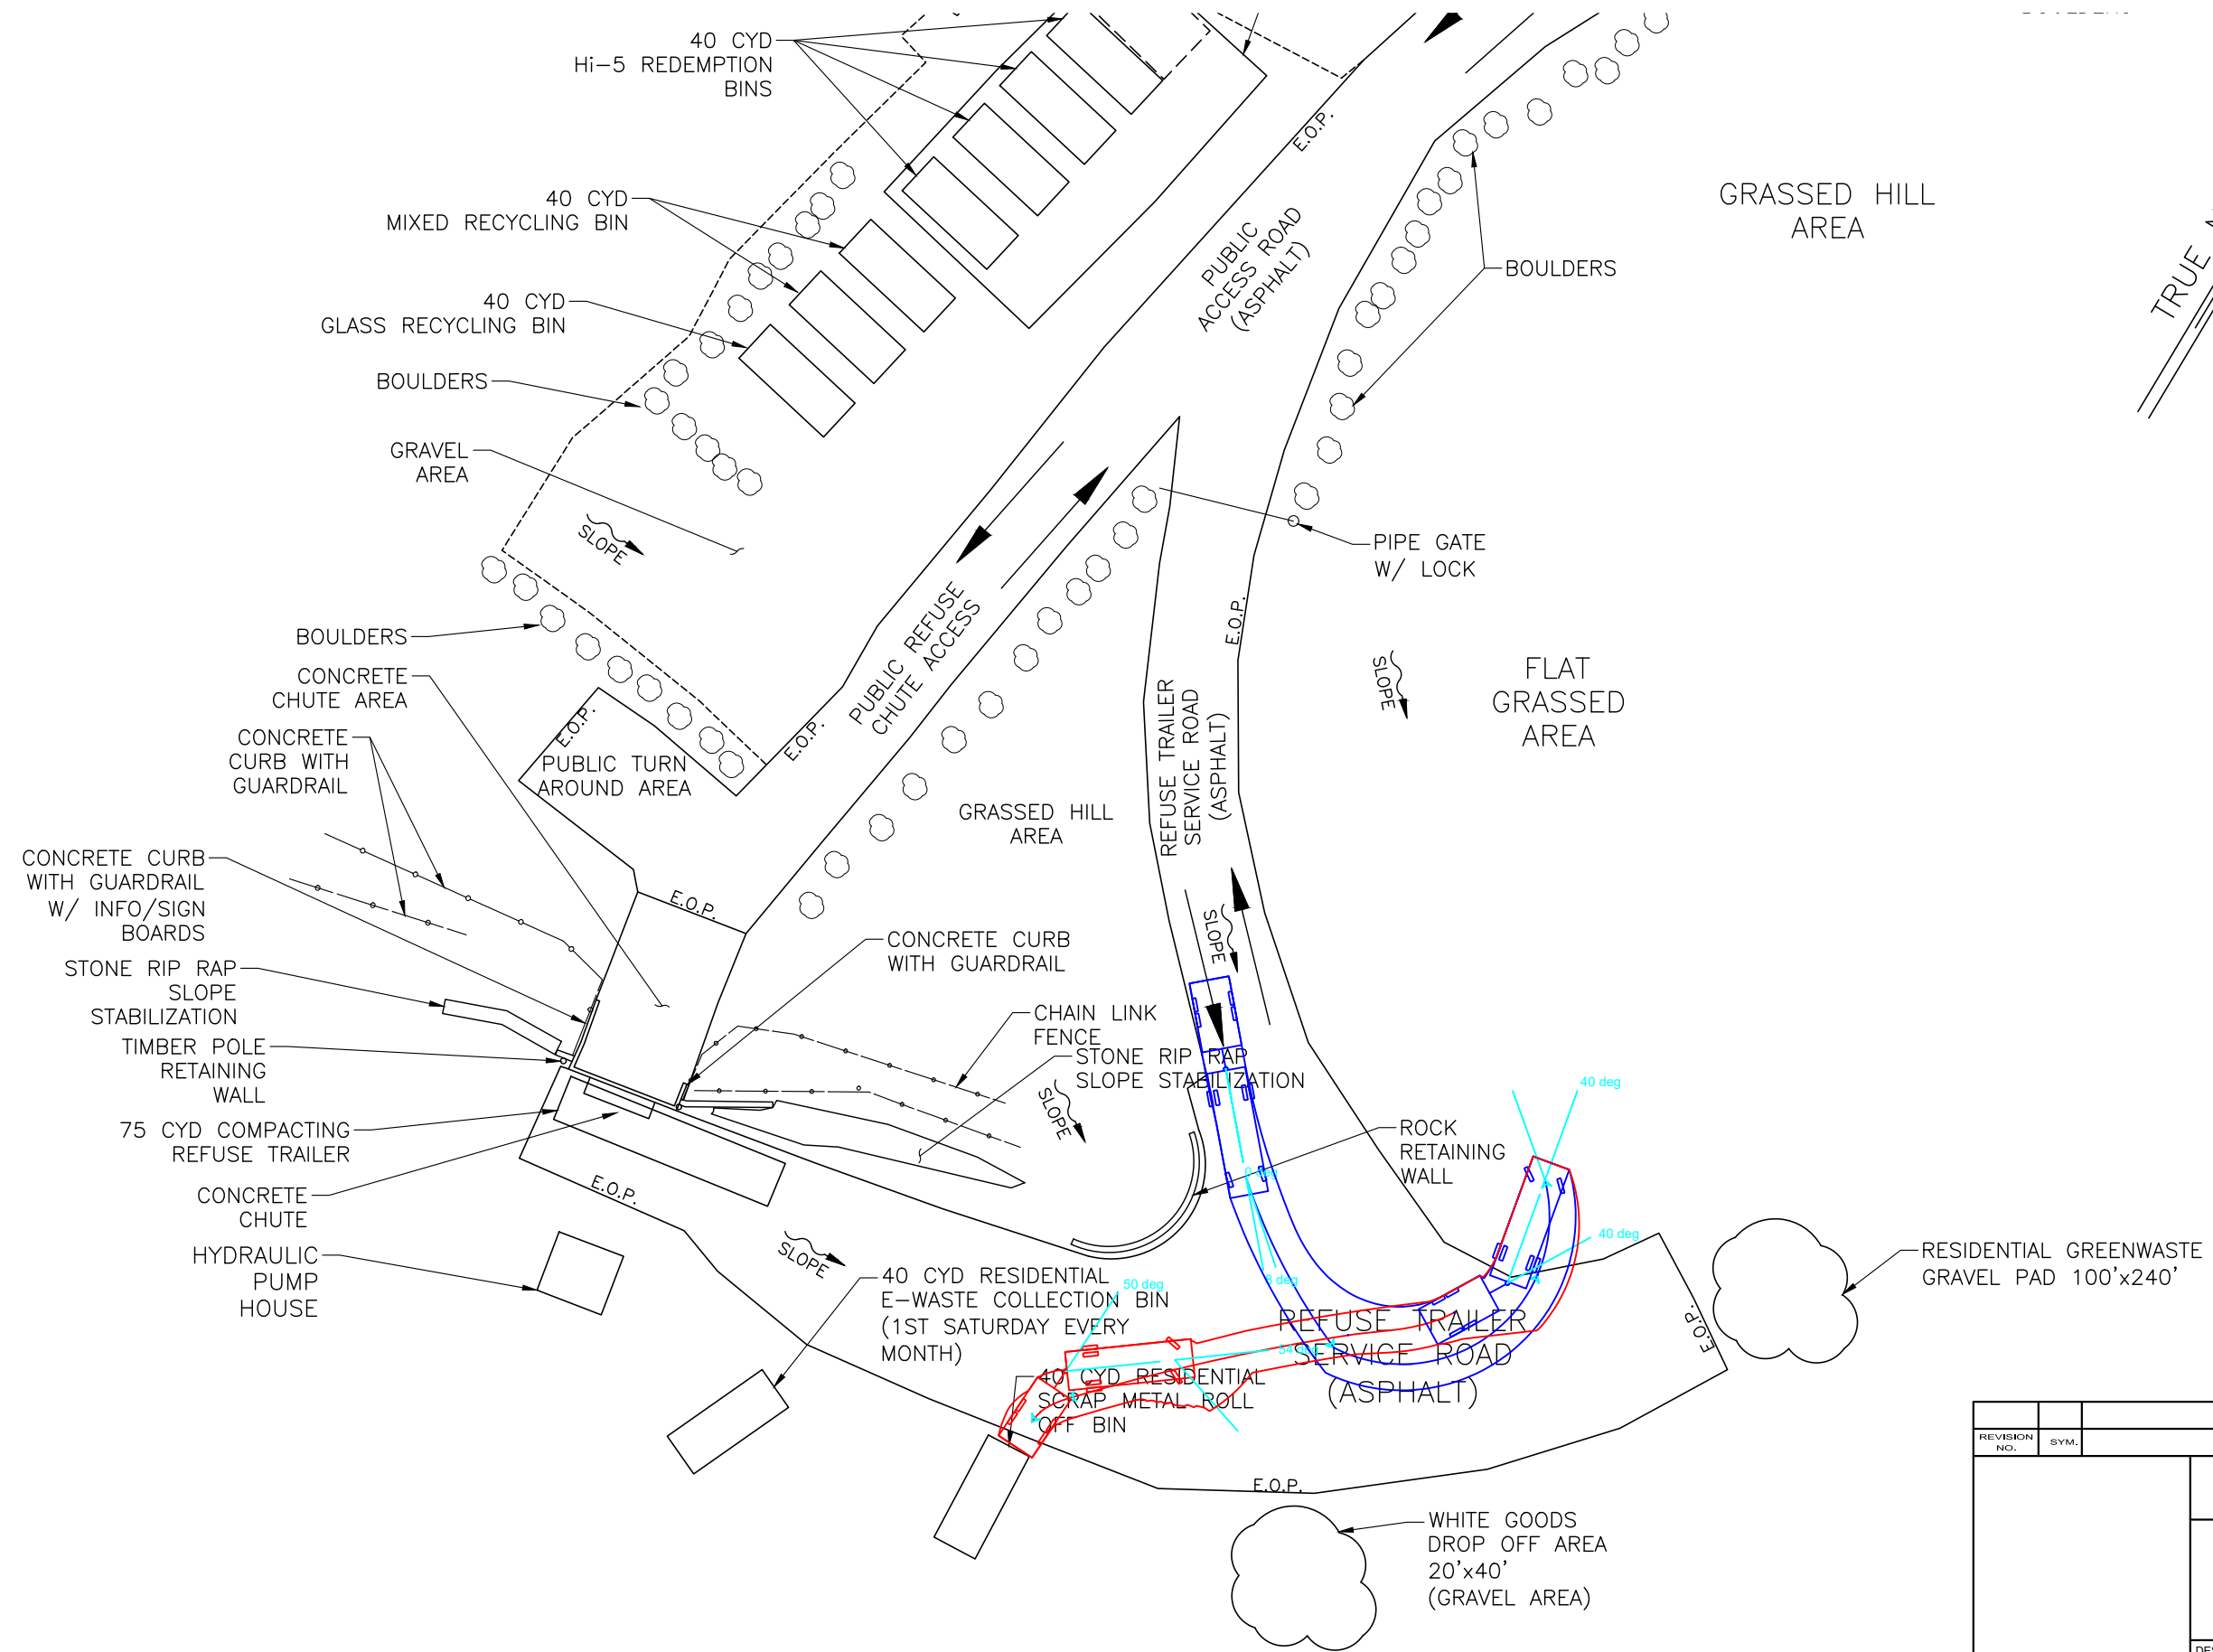 40 CYD
Hi-5 REDEMPTION
BINS
40 CYD
MIXED RECYCLING BIN
40 CYD
GLASS RECYCLING BIN
BOULDERS
GRAVEL
AREA
SLOPE
BOULDERS
CONCRETE
CHUTE AREA
CONCRETE
CURB WITH
GUARDRAIL
CONCRETE CURB
WITH GUARDRAIL
W/ INFO/SIGN
BOARDS
STONE RIP RAP
SLOPE
STABILIZATION
TIMBER POLE
RETAINING
WALL
75 CYD COMPACTING
REFUSE TRAILER
CONCRETE
CHUTE
HYDRAULIC
PUMP
HOUSE
E.O.P.
PUBLIC TURN
AROUND AREA
E.O.P.
E.O.P.
PUBLIC REFUSE
CHUTE ACCESS
E.O.P.
PUBLIC
ACCESS ROAD
(ASPHALT)
GRASSED HILL
AREA
TRUE
BOULDERS
PIPE GATE
W/ LOCK
E.O.P.
SLOPE
FLAT
GRASSED
AREA
REFUSE TRAILER
SERVICE ROAD
(ASPHALT)
GRASSED HILL
AREA
CONCRETE CURB
WITH GUARDRAIL
SLOPE
CHAIN LINK
FENCE
STONE RIP RAP
SLOPE STABILIZATION
SLOPE
ROCK
RETAINING
WALL
40 deg
40 deg
0 deg
8 deg
50 deg
54 deg
E.O.P.
SLOPE
40 CYD RESIDENTIAL
E-WASTE COLLECTION BIN
(1ST SATURDAY EVERY
MONTH)
40 CYD RESIDENTIAL
SCRAP METAL ROLL
OFF BIN
REFUSE TRAILER
SERVICE ROAD
(ASPHALT)
E.O.P.
RESIDENTIAL GREENWASTE
GRAVEL PAD 100'x240'
E.O.P.
WHITE GOODS
DROP OFF AREA
20'x40'
(GRAVEL AREA)
REVISION
NO.
SYM.